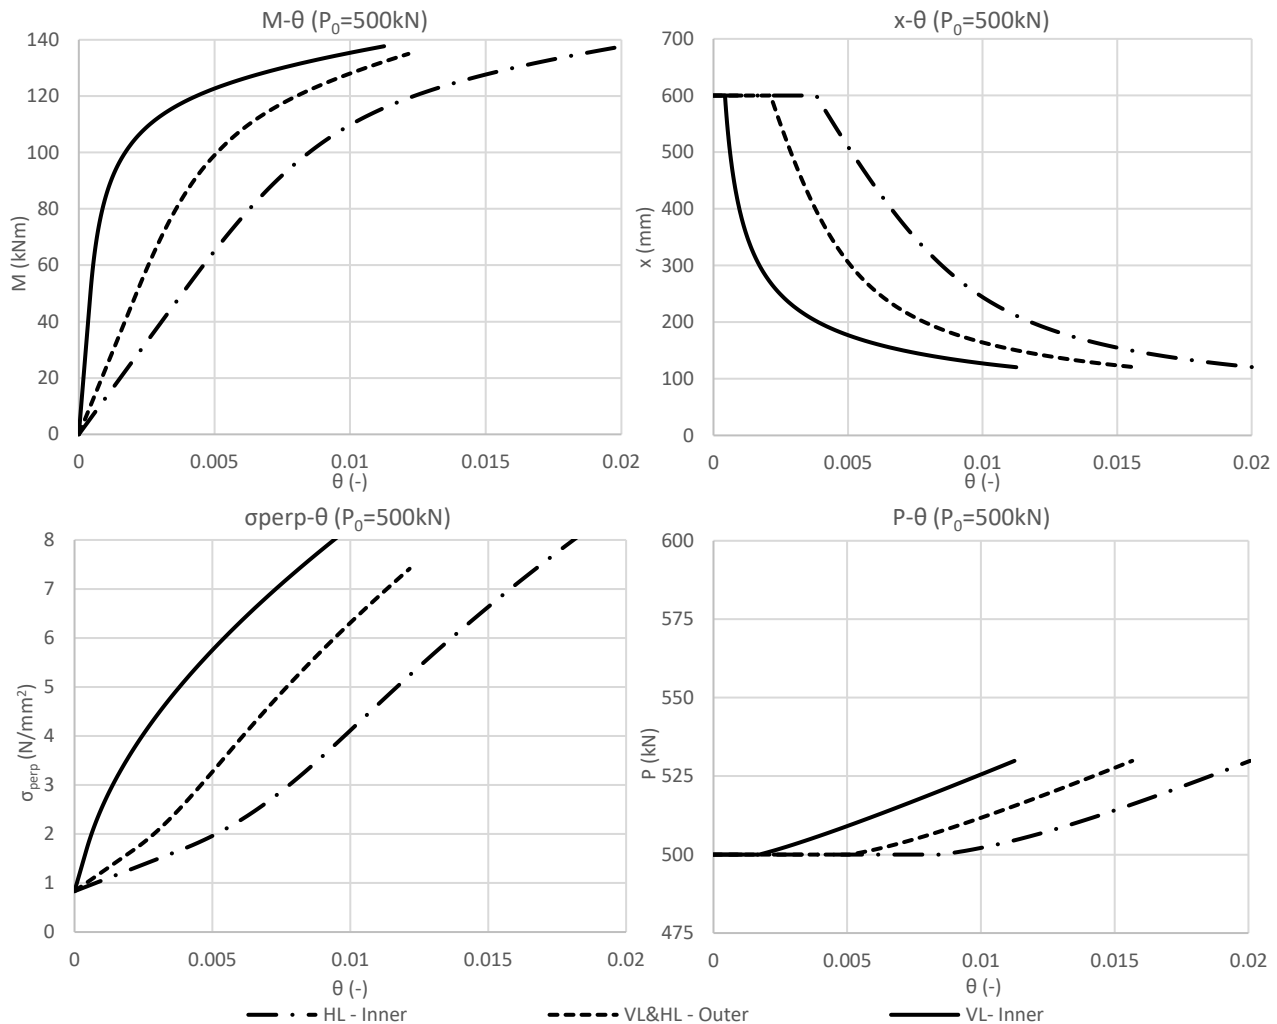 M-θ (P₀=500kN)
140
120
100
80
60
40
20
0
M (kNm)
0 0.005 0.01 0.015 0.02
θ (-)
x-θ (P₀=500kN)
700
600
500
400
300
200
100
0
x (mm)
0 0.005 0.01 0.015 0.02
θ (-)
σperp-θ (P₀=500kN)
8
7
6
5
4
3
2
1
0
σperp (N/mm²)
0 0.005 0.01 0.015 0.02
θ (-)
P-θ (P₀=500kN)
600
575
550
525
500
475
P (kN)
0 0.005 0.01 0.015 0.02
θ (-)
HL - Inner VL&HL - Outer VL- Inner